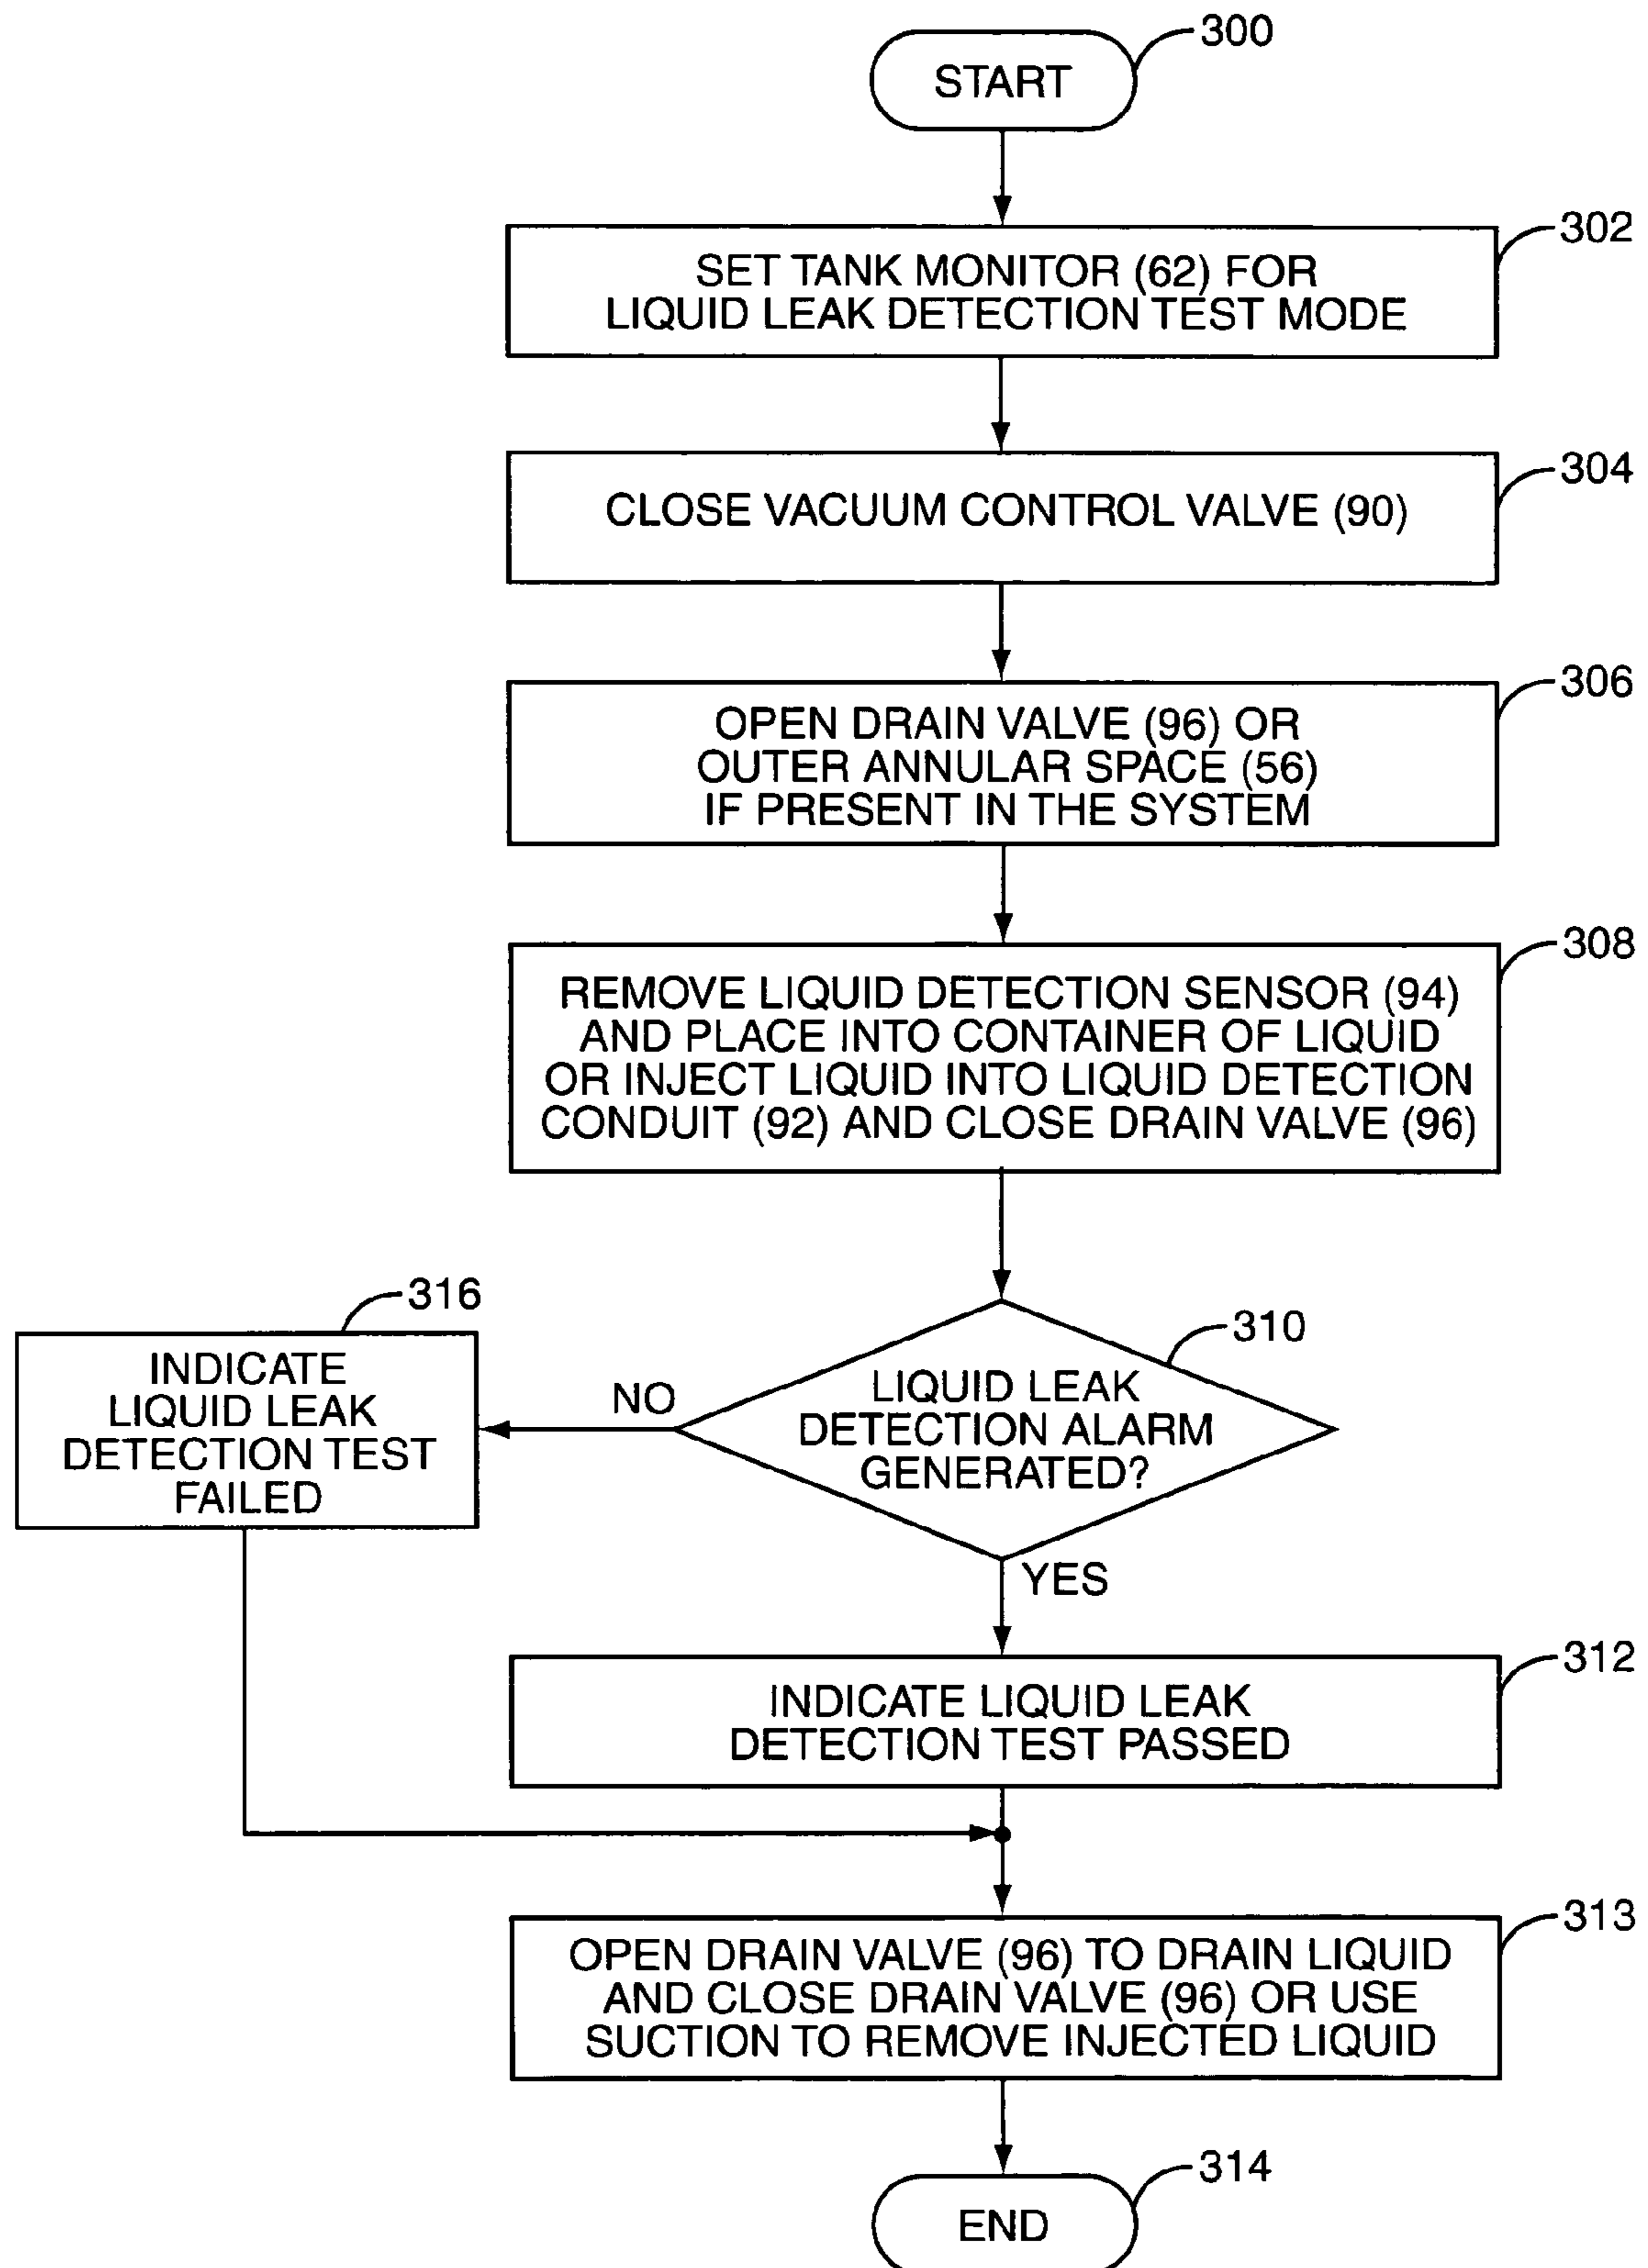 300
START
302
SET TANK MONITOR (62) FOR
LIQUID LEAK DETECTION TEST MODE
304
CLOSE VACUUM CONTROL VALVE (90)
306
OPEN DRAIN VALVE (96) OR
OUTER ANNULAR SPACE (56)
IF PRESENT IN THE SYSTEM
308
REMOVE LIQUID DETECTION SENSOR (94)
AND PLACE INTO CONTAINER OF LIQUID
OR INJECT LIQUID INTO LIQUID DETECTION
CONDUIT (92) AND CLOSE DRAIN VALVE (96)
316
INDICATE
LIQUID LEAK
DETECTION TEST
FAILED
NO
310
LIQUID LEAK
DETECTION ALARM
GENERATED?
YES
312
INDICATE LIQUID LEAK
DETECTION TEST PASSED
313
OPEN DRAIN VALVE (96) TO DRAIN LIQUID
AND CLOSE DRAIN VALVE (96) OR USE
SUCTION TO REMOVE INJECTED LIQUID
314
END